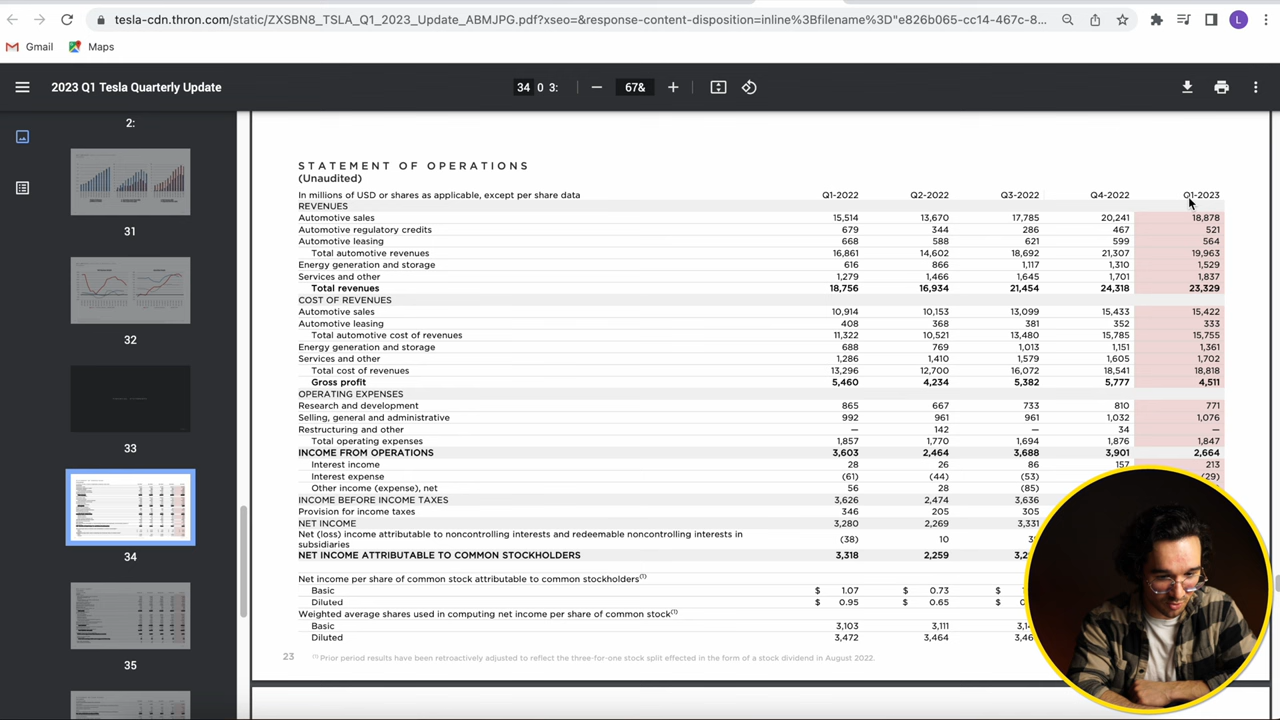 tesla-cdn.thron.com/static/ZXSBN8_TSLA_Q1_2023_Update_ABMJPG.pdf?xseo=&response-content-disposition=inline%3Bfilename%3D"e826b065-cc14-467c-8... L
Gmail Maps
2023 Q1 Tesla Quarterly Update 34 0 3: 67&
2:
31
32
33
34
35
STATEMENT OF OPERATIONS
(Unaudited)
In millions of USD or shares as applicable, except per share data Q1-2022 Q2-2022 Q3-2022 Q4-2022 Q1-2023
REVENUES
Automotive sales 15,514 13,670 17,785 20,241 18,878
Automotive regulatory credits 679 344 286 467 521
Automotive leasing 668 588 621 599 564
Total automotive revenues 16,861 14,602 18,692 21,307 19,963
Energy generation and storage 616 866 1,117 1,310 1,529
Services and other 1,279 1,466 1,645 1,701 1,837
Total revenues 18,756 16,934 21,454 24,318 23,329
COST OF REVENUES
Automotive sales 10,914 10,153 13,099 15,433 15,422
Automotive leasing 408 368 381 352 333
Total automotive cost of revenues 11,322 10,521 13,480 15,785 15,755
Energy generation and storage 688 769 1,013 1,151 1,361
Services and other 1,286 1,410 1,579 1,605 1,702
Total cost of revenues 13,296 12,700 16,072 18,541 18,818
Gross profit 5,460 4,234 5,382 5,777 4,511
OPERATING EXPENSES
Research and development 865 667 733 810 771
Selling, general and administrative 992 961 961 1,032 1,076
Restructuring and other — 142 — 34 —
Total operating expenses 1,857 1,770 1,694 1,876 1,847
INCOME FROM OPERATIONS 3,603 2,464 3,688 3,901 2,664
Interest income 28 26 86 157 213
Interest expense (61) (44) (53) (29)
Other income (expense), net 56 28 (85)
INCOME BEFORE INCOME TAXES 3,626 2,474 3,636
Provision for income taxes 346 205 305
NET INCOME 3,280 2,269 3,331
Net (loss) income attributable to noncontrolling interests and redeemable noncontrolling interests in
subsidiaries (38) 10
NET INCOME ATTRIBUTABLE TO COMMON STOCKHOLDERS 3,318 2,259
Net income per share of common stock attributable to common stockholders(1)
Basic $ 1.07 $ 0.73 $
Diluted $ 0.95 $ 0.65 $
Weighted average shares used in computing net income per share of common stock(1)
Basic 3,103 3,111
Diluted 3,472 3,464
23 (1) Prior period results have been retroactively adjusted to reflect the three-for-one stock split effected in the form of a stock dividend in August 2022.